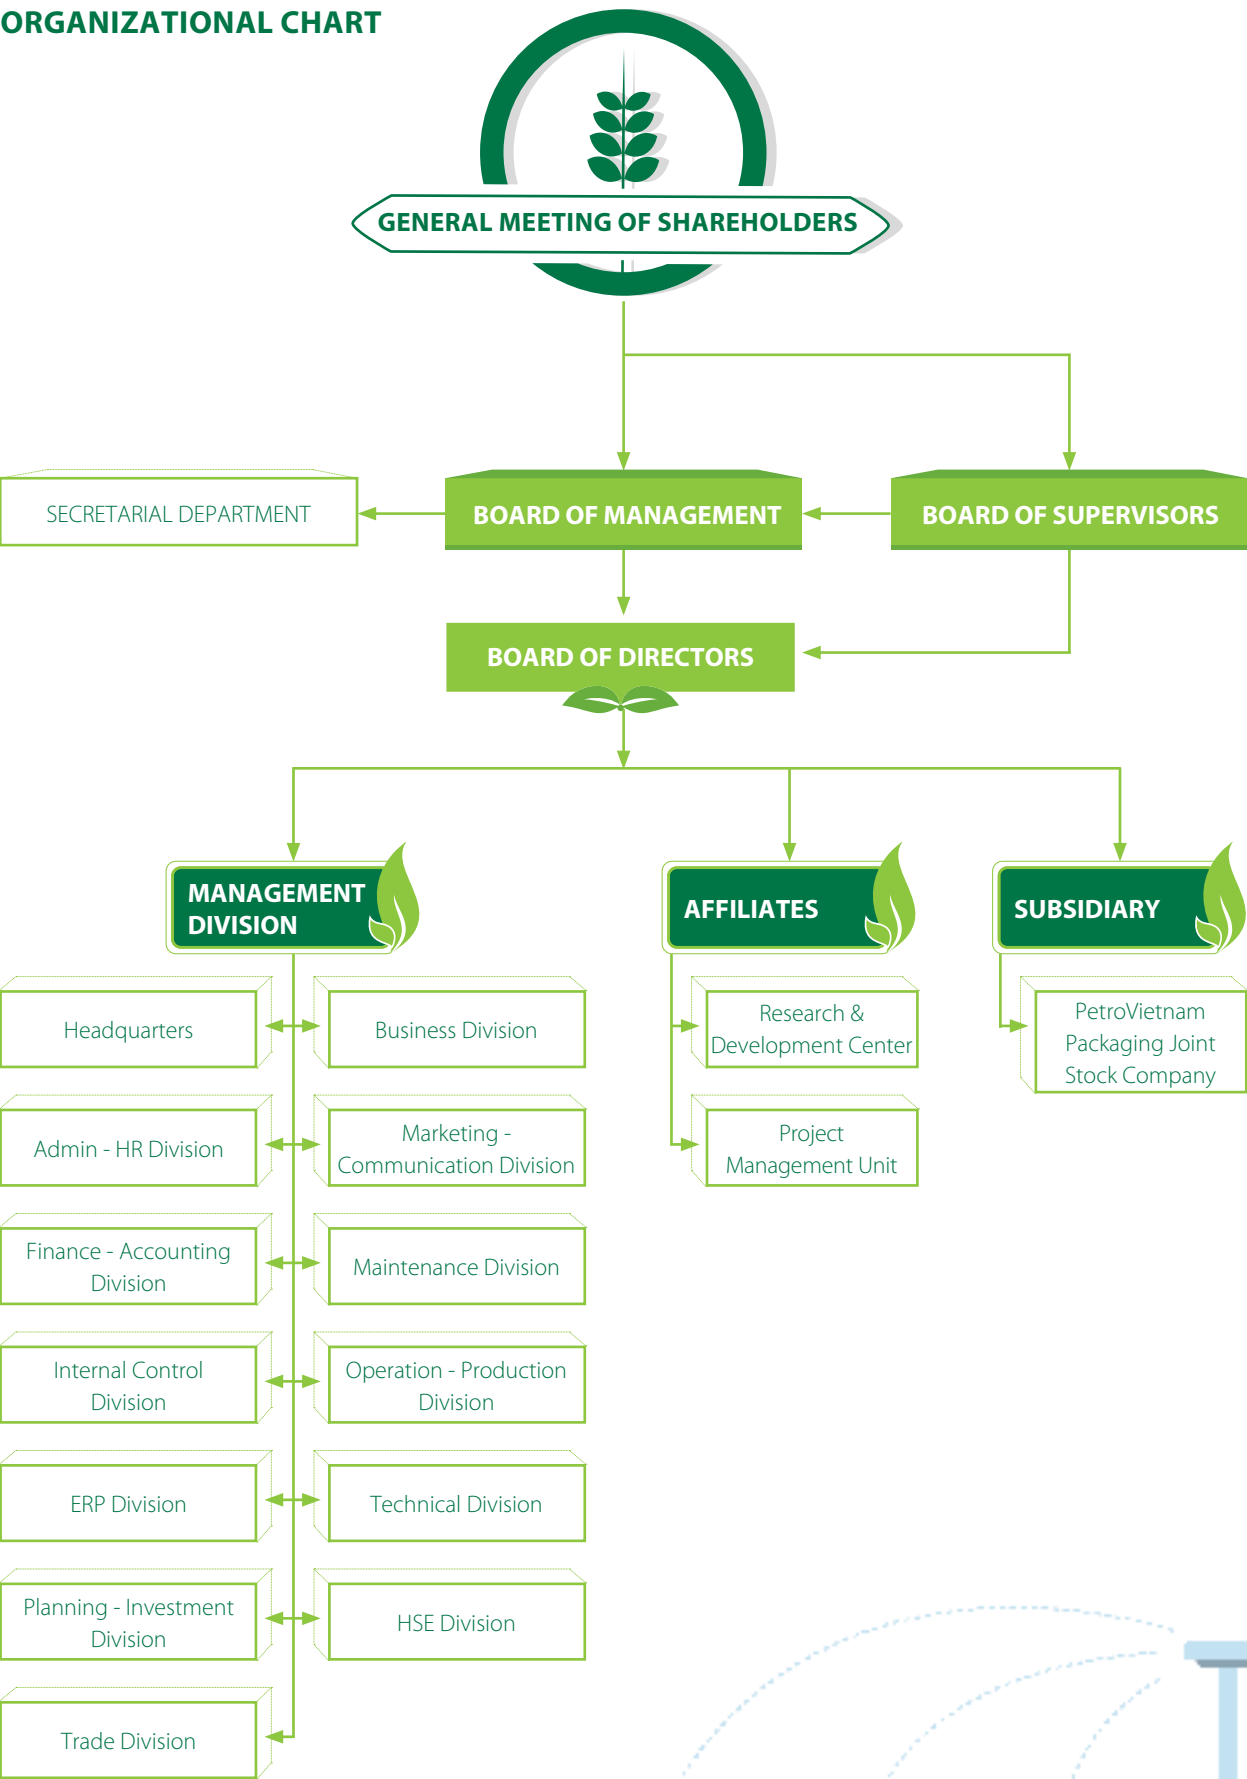 ORGANIZATIONAL CHART
GENERAL MEETING OF SHAREHOLDERS
SECRETARIAL DEPARTMENT
BOARD OF MANAGEMENT
BOARD OF SUPERVISORS
BOARD OF DIRECTORS
MANAGEMENT
DIVISION
AFFILIATES
SUBSIDIARY
Headquarters
Business Division
Research &
Development Center
PetroVietnam
Packaging Joint
Stock Company
Admin - HR Division
Marketing -
Communication Division
Project
Management Unit
Finance - Accounting
Division
Maintenance Division
Internal Control
Division
Operation - Production
Division
ERP Division
Technical Division
Planning - Investment
Division
HSE Division
Trade Division